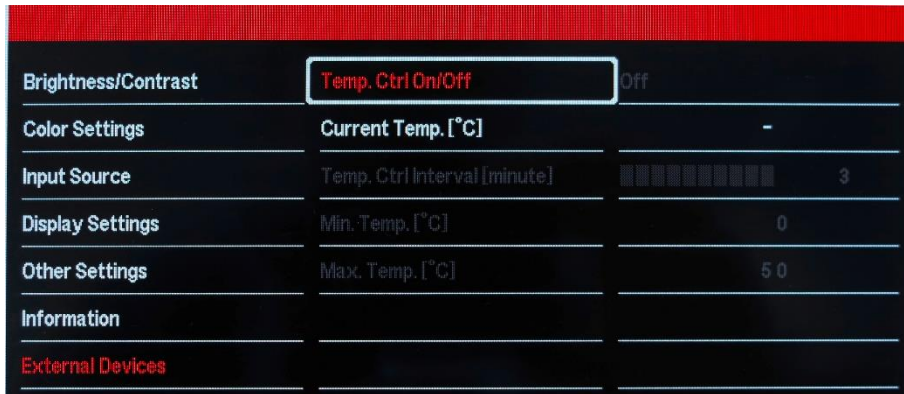 Brightness/Contrast Temp. Ctrl On/Off Off
Color Settings Current Temp. [°C] -
Input Source Temp. Ctrl Interval [minute] 3
Display Settings Min. Temp. [°C] 0
Other Settings Max. Temp. [°C] 50
Information
External Devices